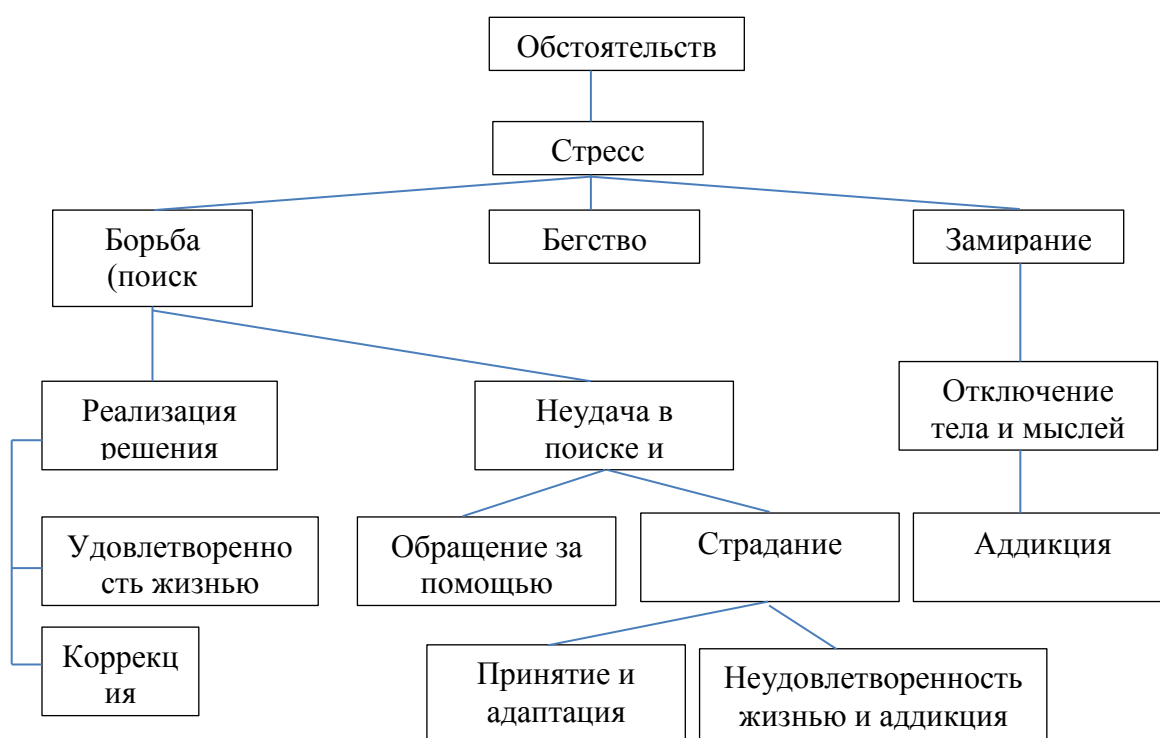 Обстоятельств
Стресс
Борьба
(поиск
Бегство
Замирание
Реализация
решения
Неудача в
поиске и
Отключение
тела и мыслей
Удовлетворенно
сть жизнью
Обращение за
помощью
Страдание
Аддикция
Коррекц
ия
Принятие и
адаптация
Неудовлетворенность
жизнью и аддикция